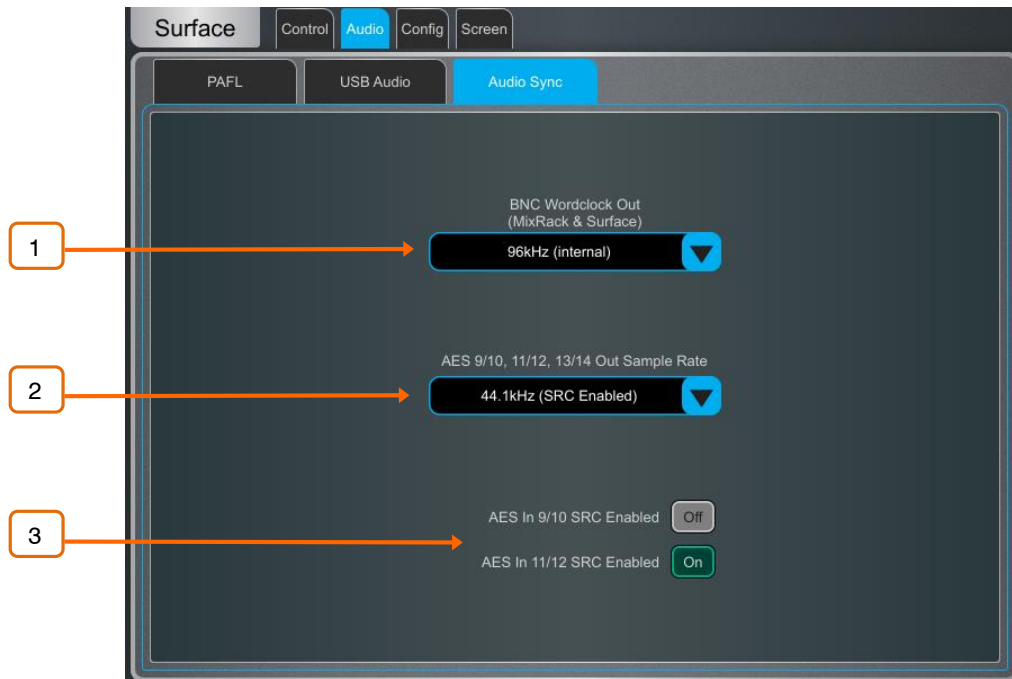 Surface
Control
Audio
Config
Screen
PAFL
USB Audio
Audio Sync
BNC Wordclock Out
(MixRack & Surface)
1
96kHz (internal)
AES 9/10, 11/12, 13/14 Out Sample Rate
2
44.1kHz (SRC Enabled)
AES In 9/10 SRC Enabled Off
3
AES In 11/12 SRC Enabled On